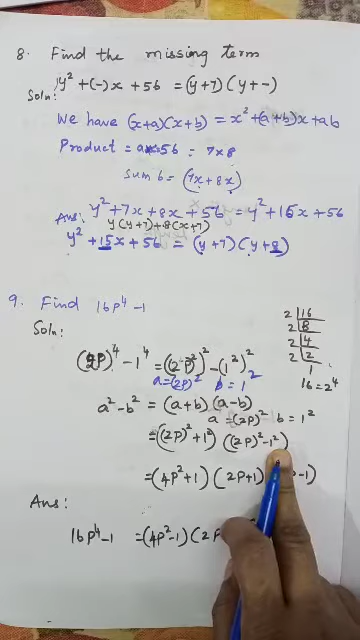 8. Find the missing term
y² + (-)x + 56 = (y+7)(y+-)
Soln:
We have (x+a)(x+b) = x² + (a+b)x + ab
Product = 56 = 7×8
Sum b = (7x+8x)
y² + 7x + 8x + 56 = y² + 15x + 56
Ans: y(y+7)+8(x+7)
y² + 15x + 56 = (y+7)(y+8)
9. Find 16P⁴ - 1
Soln:
2 | 16
2 | 8
2 | 4
2 | 2
1
16 = 2⁴
(2P)⁴ - 1⁴ = ((2P)²)² - (1²)²
a = (2P)² b = 1²
a² - b² = (a+b)(a-b)
a = (2P)² b = 1²
= ((2P)² + 1²) ((2P)² - 1²)
= (4P² + 1) (2P+1) -1)
Ans:
16P⁴ - 1 = (4P² - 1) (2P